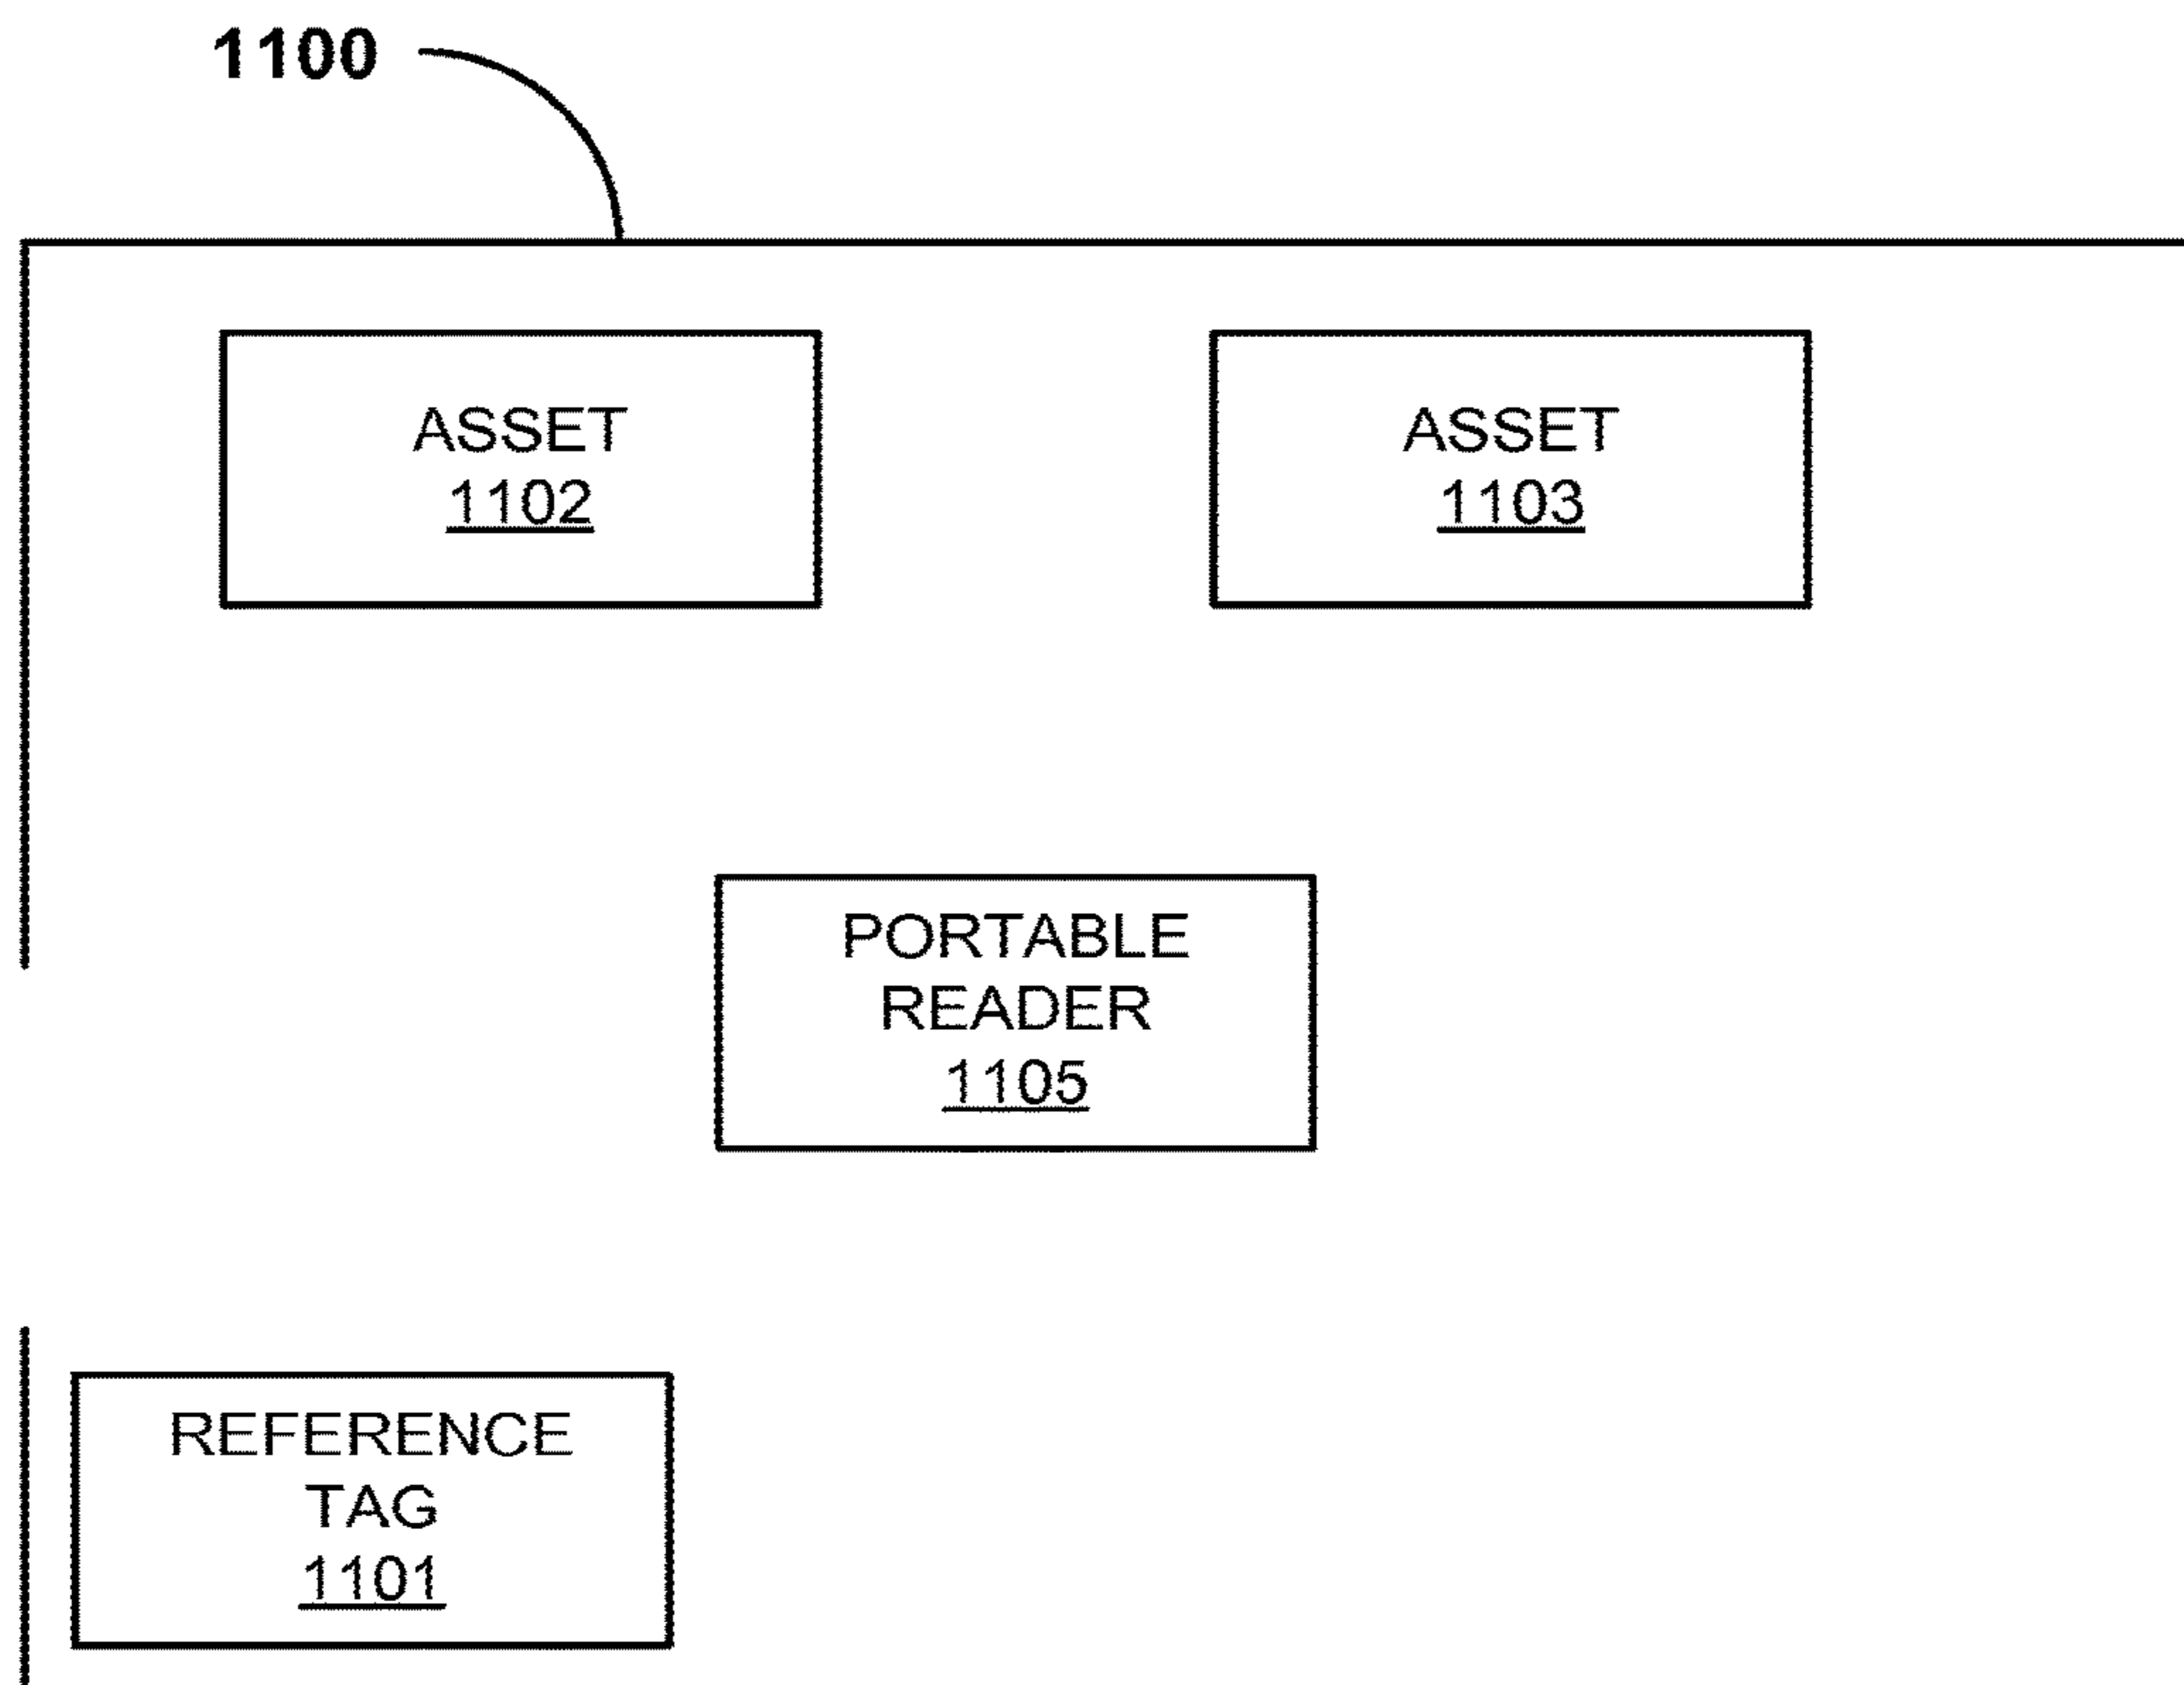 1100
ASSET
1102
ASSET
1103
PORTABLE
READER
1105
REFERENCE
TAG
1101